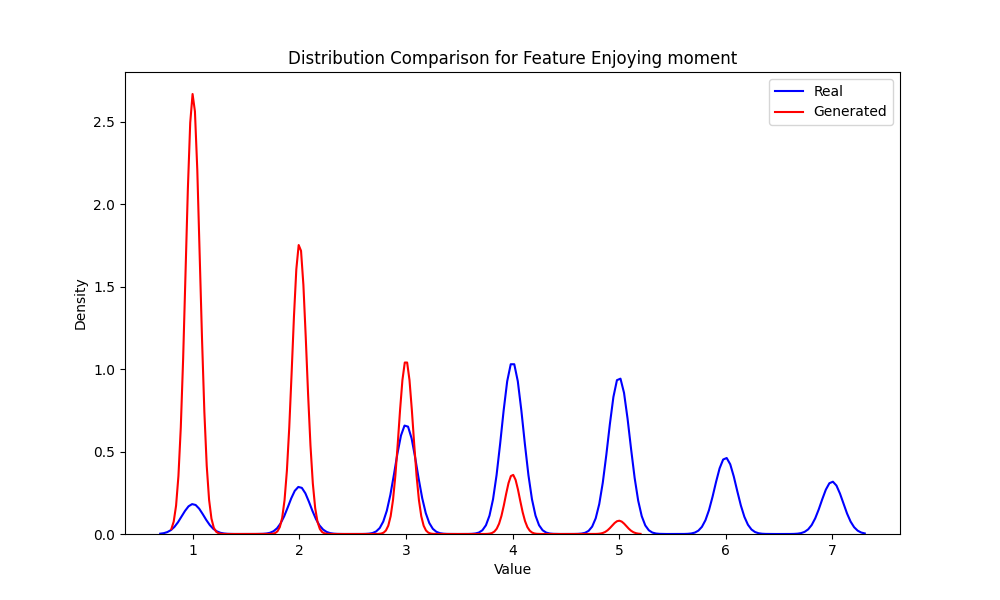 Distribution Comparison for Feature Enjoying moment
Real
Generated
2.5
2.0
1.5
1.0
0.5
0.0
Density
1 2 3 4 5 6 7
Value